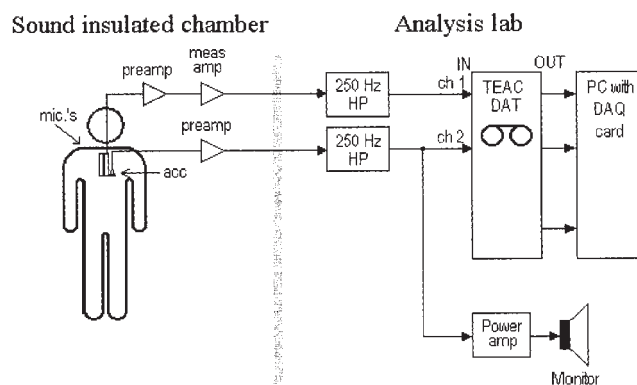 Sound insulated chamber
Analysis lab
preamp
meas
amp
mic.'s
preamp
acc
250 Hz
HP
ch 1
250 Hz
HP
ch 2
IN
OUT
TEAC
DAT
PC with
DAQ
card
Power
amp
Monitor